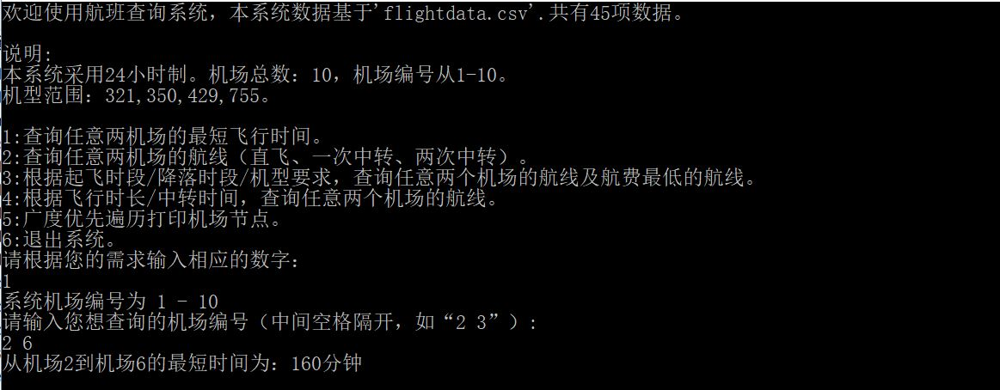 欢迎使用航班查询系统，本系统数据基于'flightdata.csv'.共有45项数据。
说明:
本系统采用24小时制。机场总数：10，机场编号从1-10。
机型范围：321,350,429,755。
1:查询任意两机场的最短飞行时间。
2:查询任意两机场的航线（直飞、一次中转、两次中转）。
3:根据起飞时段/降落时段/机型要求，查询任意两个机场的航线及航费最低的航线。
4:根据飞行时长/中转时间，查询任意两个机场的航线。
5:广度优先遍历打印机场节点。
6:退出系统。
请根据您的需求输入相应的数字：
1
系统机场编号为 1 - 10
请输入您想查询的机场编号（中间空格隔开，如“2 3”）:
2 6
从机场2到机场6的最短时间为：160分钟